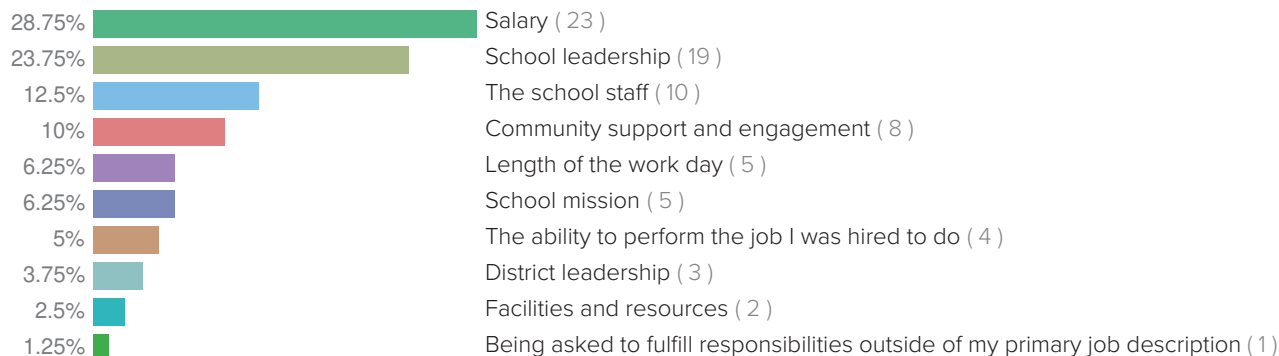 28.75% Salary ( 23 )
23.75% School leadership ( 19 )
12.5% The school staff ( 10 )
10% Community support and engagement ( 8 )
6.25% Length of the work day ( 5 )
6.25% School mission ( 5 )
5% The ability to perform the job I was hired to do ( 4 )
3.75% District leadership ( 3 )
2.5% Facilities and resources ( 2 )
1.25% Being asked to fulfill responsibilities outside of my primary job description ( 1 )